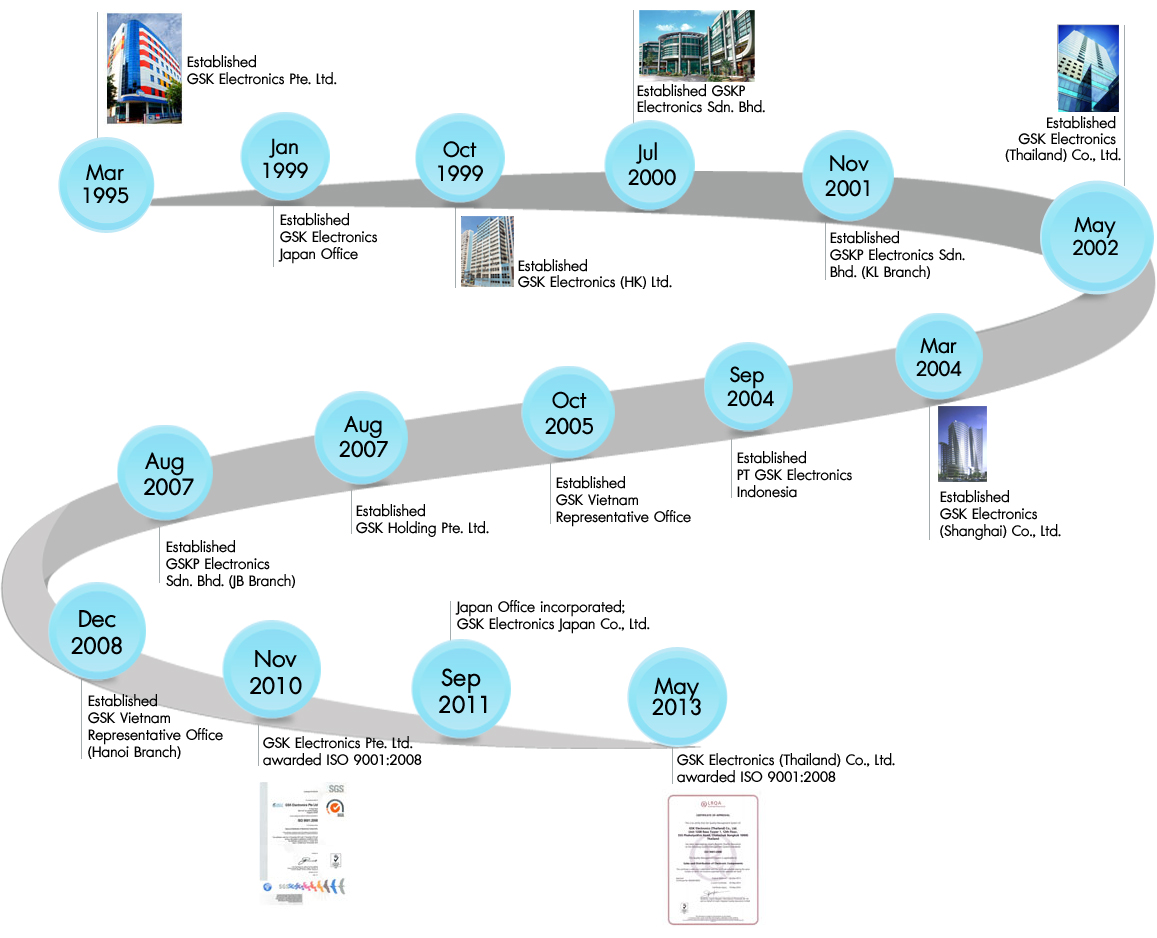 Established
GSK Electronics Pte. Ltd.
Mar
1995
Jan
1999
Established
GSK Electronics
Japan Office
Oct
1999
Established
GSK Electronics (HK) Ltd.
Established GSKP
Electronics Sdn. Bhd.
Jul
2000
Nov
2001
Established
GSKP Electronics Sdn.
Bhd. (KL Branch)
Established
GSK Electronics
(Thailand) Co., Ltd.
May
2002
Mar
2004
Established
GSK Electronics
(Shanghai) Co., Ltd.
Sep
2004
Established
PT GSK Electronics
Indonesia
Oct
2005
Established
GSK Vietnam
Representative Office
Aug
2007
Established
GSK Holding Pte. Ltd.
Aug
2007
Established
GSKP Electronics
Sdn. Bhd. (JB Branch)
Dec
2008
Established
GSK Vietnam
Representative Office
(Hanoi Branch)
Nov
2010
GSK Electronics Pte. Ltd.
awarded ISO 9001:2008
SGS
Japan Office incorporated;
GSK Electronics Japan Co., Ltd.
Sep
2011
May
2013
GSK Electronics (Thailand) Co., Ltd.
awarded ISO 9001:2008
LRQA
CERTIFICATE OF APPROVAL